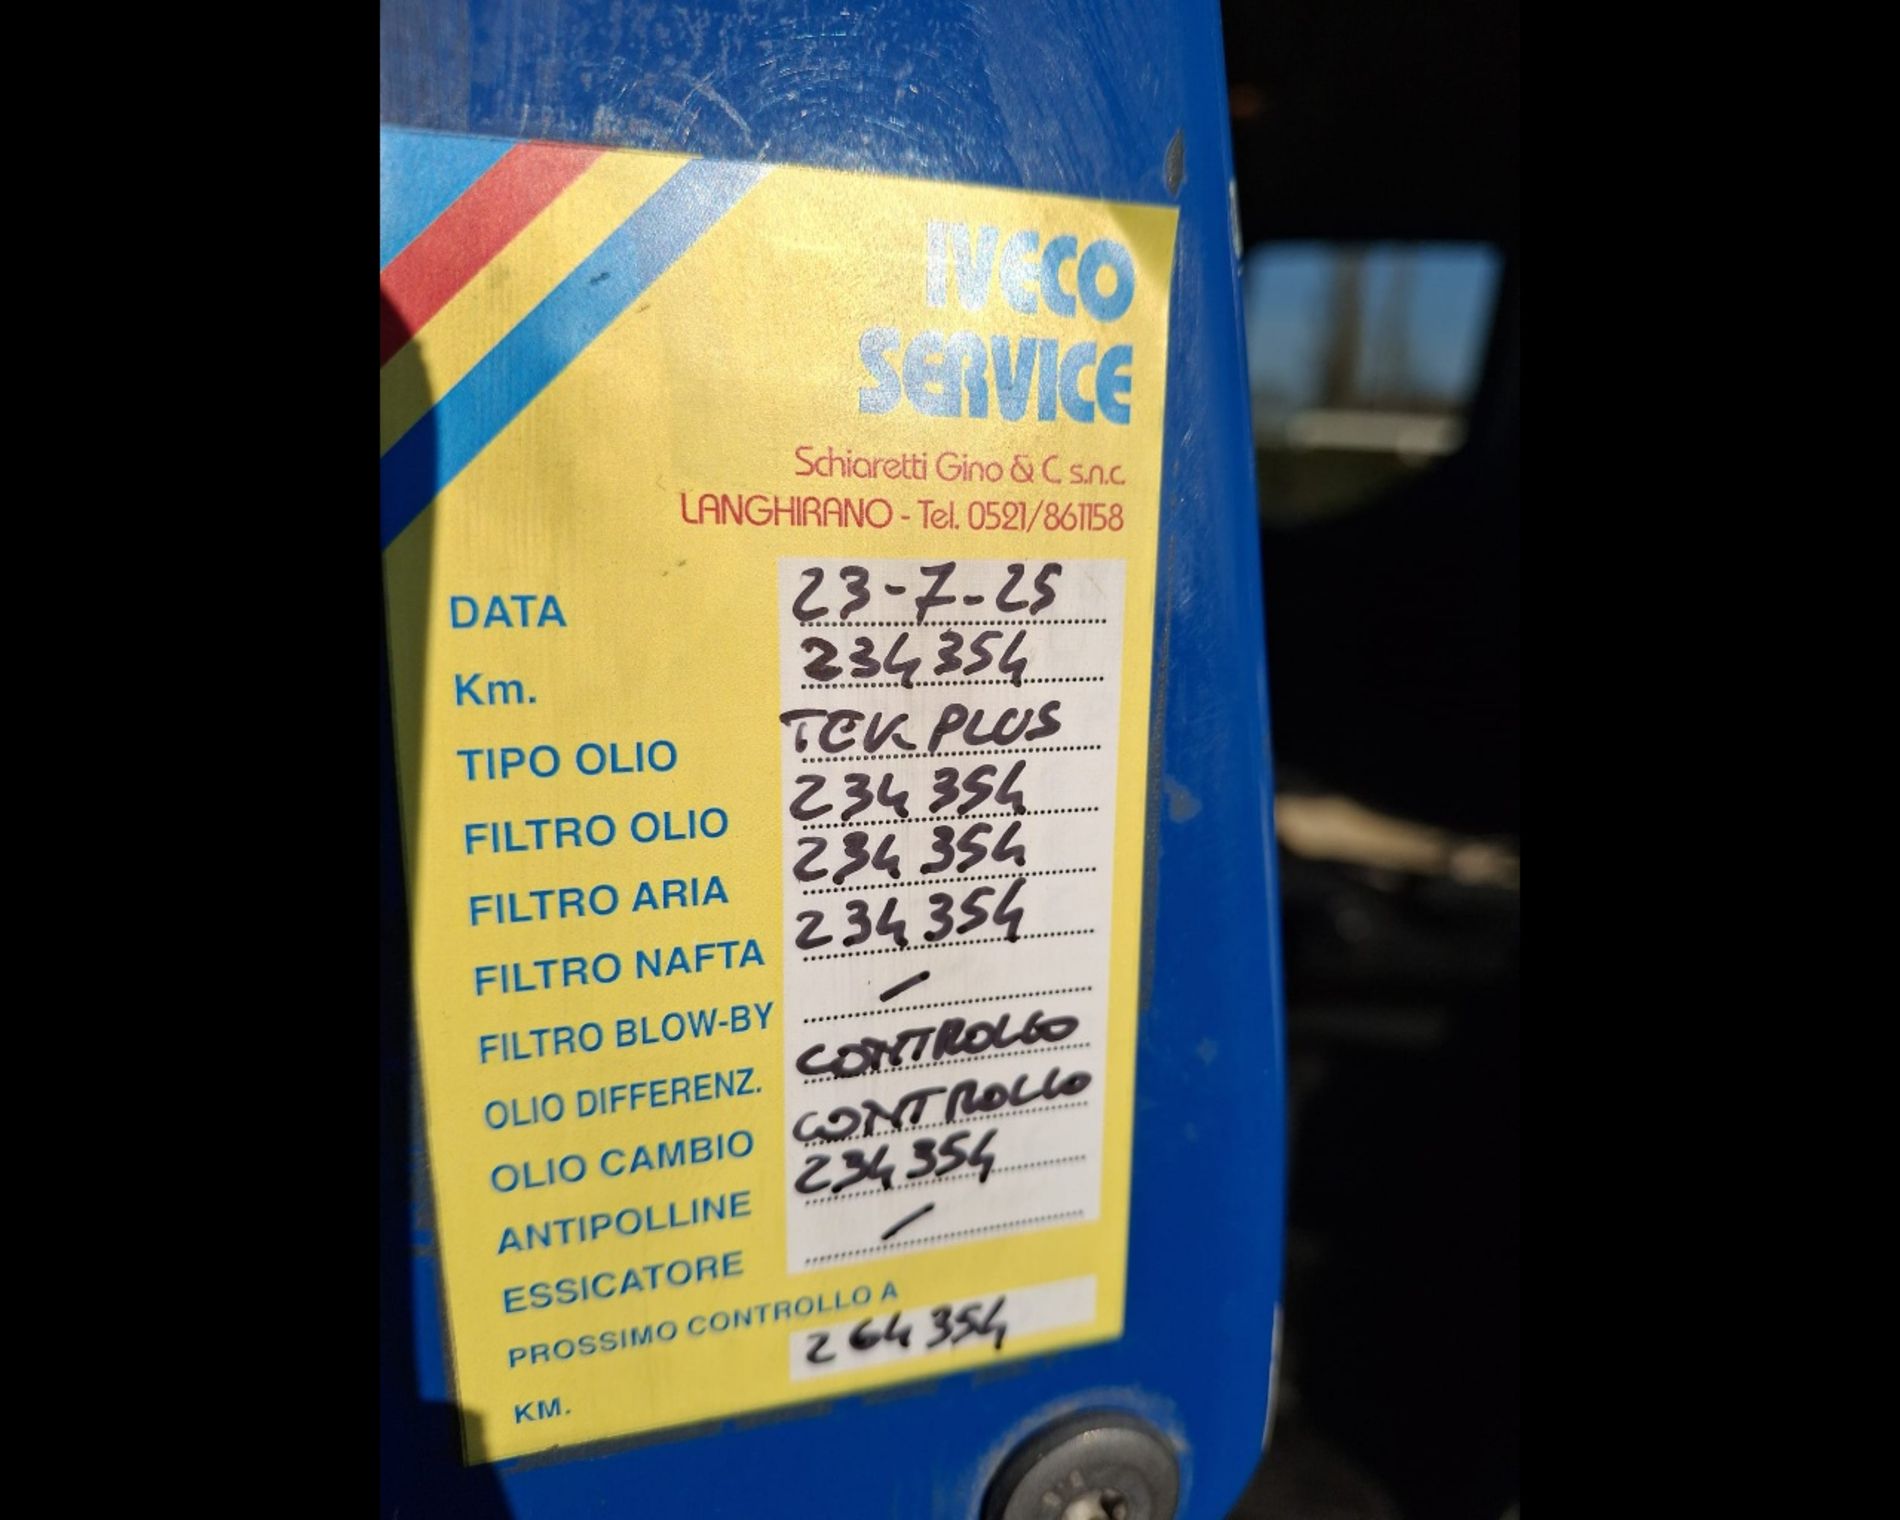 IVECO
SERVICE
Schiaretti Gino & C. s.n.c.
LANGHIRANO - Tel. 0521/861158
DATA 23-7-25
Km. 234354
TIPO OLIO TEK PLUS
FILTRO OLIO 234354
FILTRO ARIA 234354
FILTRO NAFTA 234354
FILTRO BLOW-BY /
OLIO DIFFERENZ. CONTROLLO
OLIO CAMBIO CONTROLLO
ANTIPOLLINE 234354
ESSICATORE /
PROSSIMO CONTROLLO A
KM. 264354